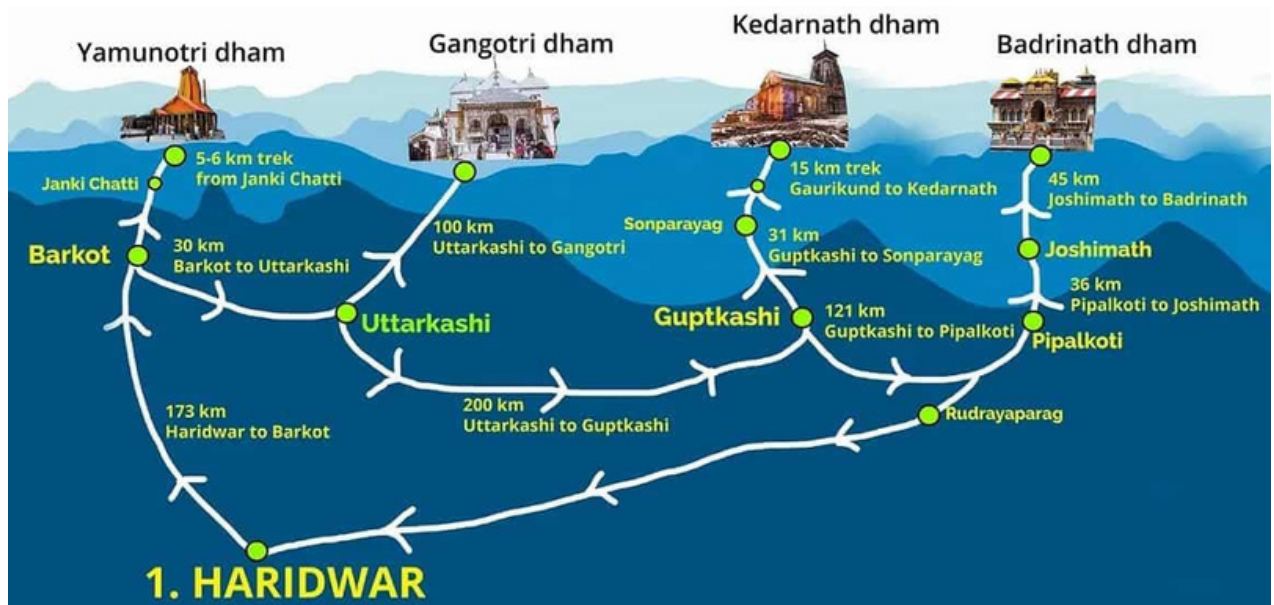 Yamunotri dham
Gangotri dham
Kedarnath dham
Badrinath dham
Janki Chatti
5-6 km trek
from Janki Chatti
Barkot
30 km
Barkot to Uttarkashi
100 km
Uttarkashi to Gangotri
Uttarkashi
15 km trek
Gaurikund to Kedarnath
Sonparayag
31 km
Guptkashi to Sonparayag
Guptkashi
121 km
Guptkashi to Pipalkoti
45 km
Joshimath to Badrinath
Joshimath
36 km
Pipalkoti to Joshimath
Pipalkoti
173 km
Haridwar to Barkot
200 km
Uttarkashi to Guptkashi
Rudrayaparag
1. HARIDWAR